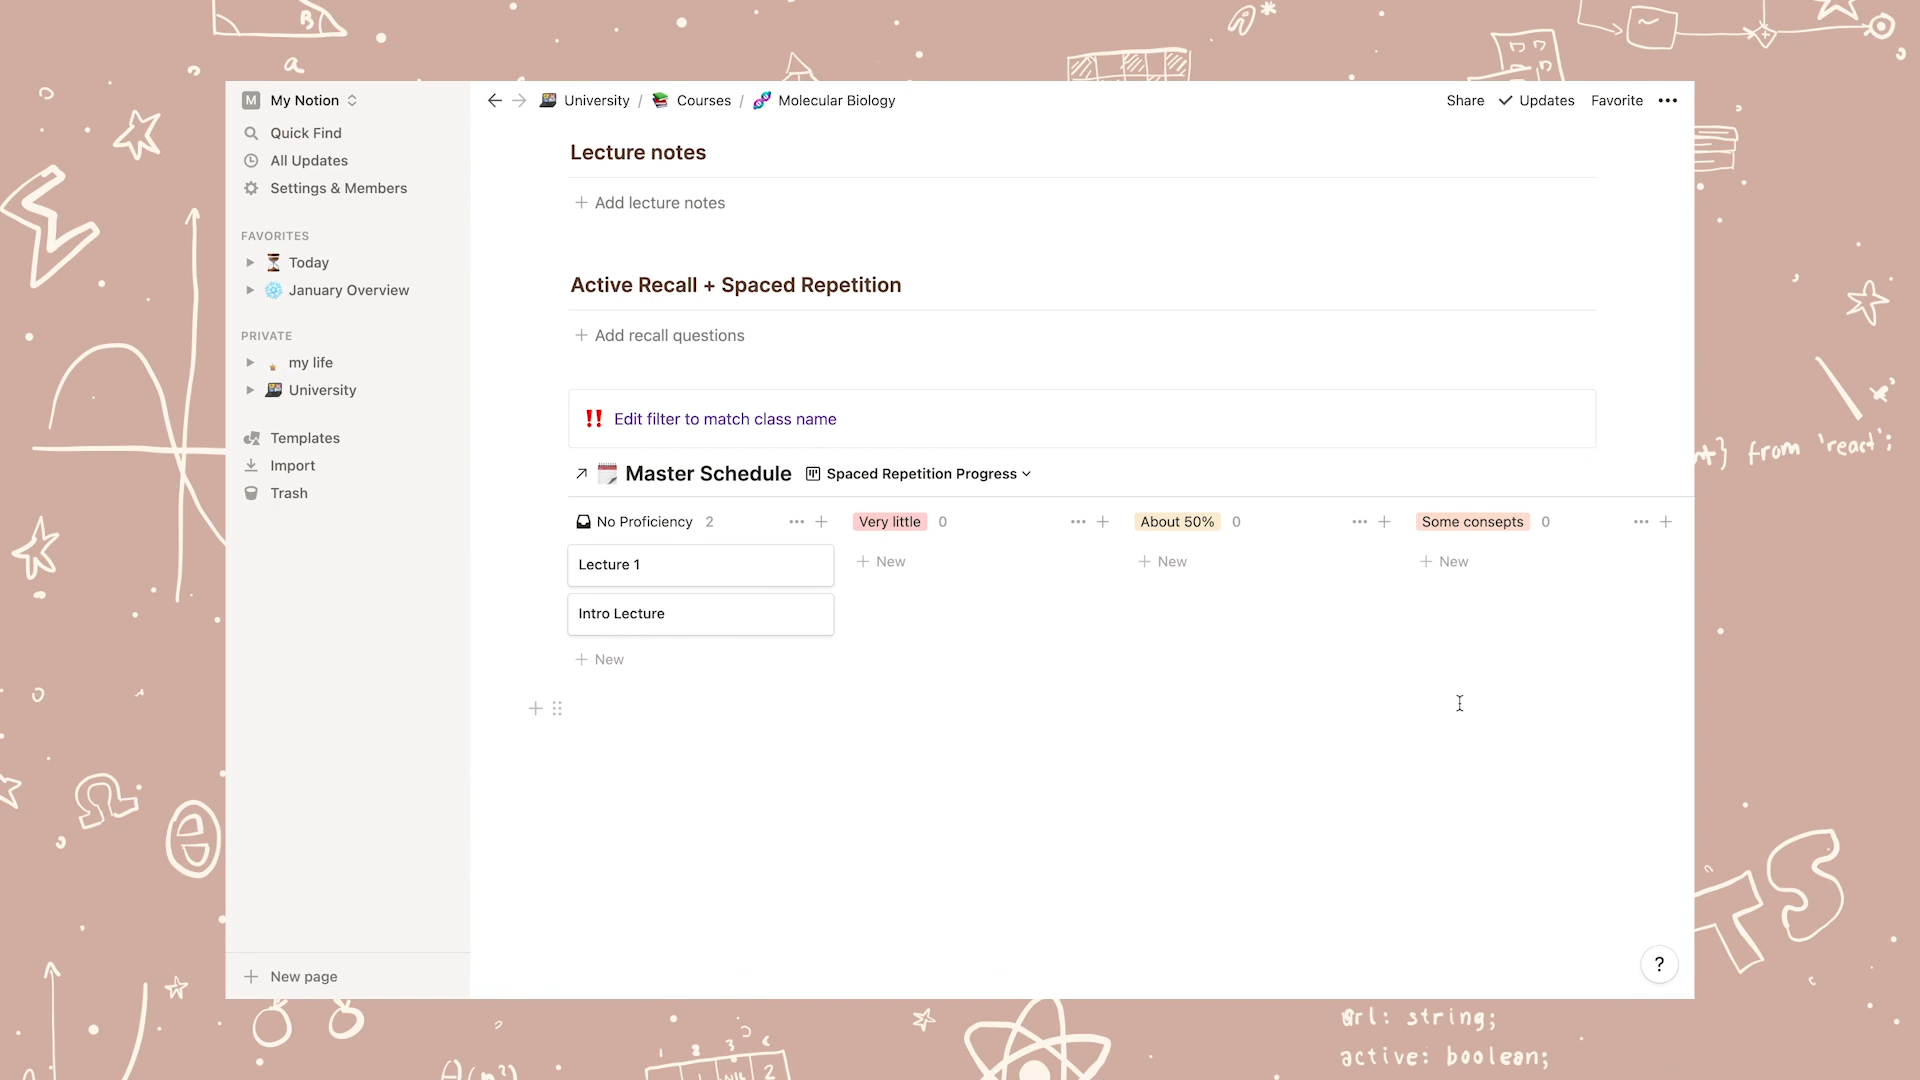 B
a
M My Notion
Quick Find
All Updates
Settings & Members
FAVORITES
Today
January Overview
PRIVATE
my life
University
Templates
Import
Trash
New page
University / Courses / Molecular Biology
Share Updates Favorite
Lecture notes
Add lecture notes
Active Recall + Spaced Repetition
Add recall questions
Edit filter to match class name
Master Schedule Spaced Repetition Progress
No Proficiency 2 Very little 0 About 50% 0 Some consepts 0
Lecture 1
Intro Lecture
New
New
New
New
?
} from 'react';
TS
Ω
θ
url: string;
active: boolean;